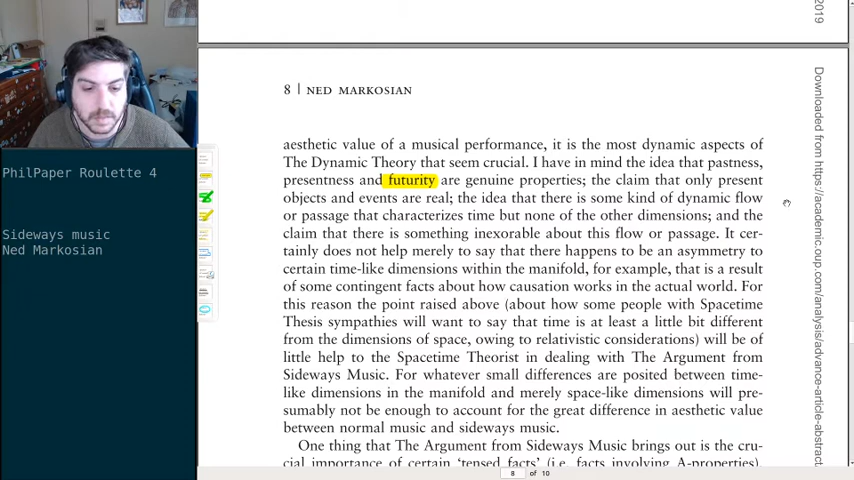 PhilPaper Roulette 4
Sideways music
Ned Markosian
8 | NED MARKOSIAN
aesthetic value of a musical performance, it is the most dynamic aspects of
The Dynamic Theory that seem crucial. I have in mind the idea that pastness,
presentness and futurity are genuine properties; the claim that only present
objects and events are real; the idea that there is some kind of dynamic flow
or passage that characterizes time but none of the other dimensions; and the
claim that there is something inexorable about this flow or passage. It cer-
tainly does not help merely to say that there happens to be an asymmetry to
certain time-like dimensions within the manifold, for example, that is a result
of some contingent facts about how causation works in the actual world. For
this reason the point raised above (about how some people with Spacetime
Thesis sympathies will want to say that time is at least a little bit different
from the dimensions of space, owing to relativistic considerations) will be of
little help to the Spacetime Theorist in dealing with The Argument from
Sideways Music. For whatever small differences are posited between time-
like dimensions in the manifold and merely space-like dimensions will pre-
sumably not be enough to account for the great difference in aesthetic value
between normal music and sideways music.
One thing that The Argument from Sideways Music brings out is the cru-
cial importance of certain 'tensed facts' (i.e. facts involving A-properties).
2019
Downloaded from https://academic.oup.com/analysis/advance-article-abstract
8 of 10